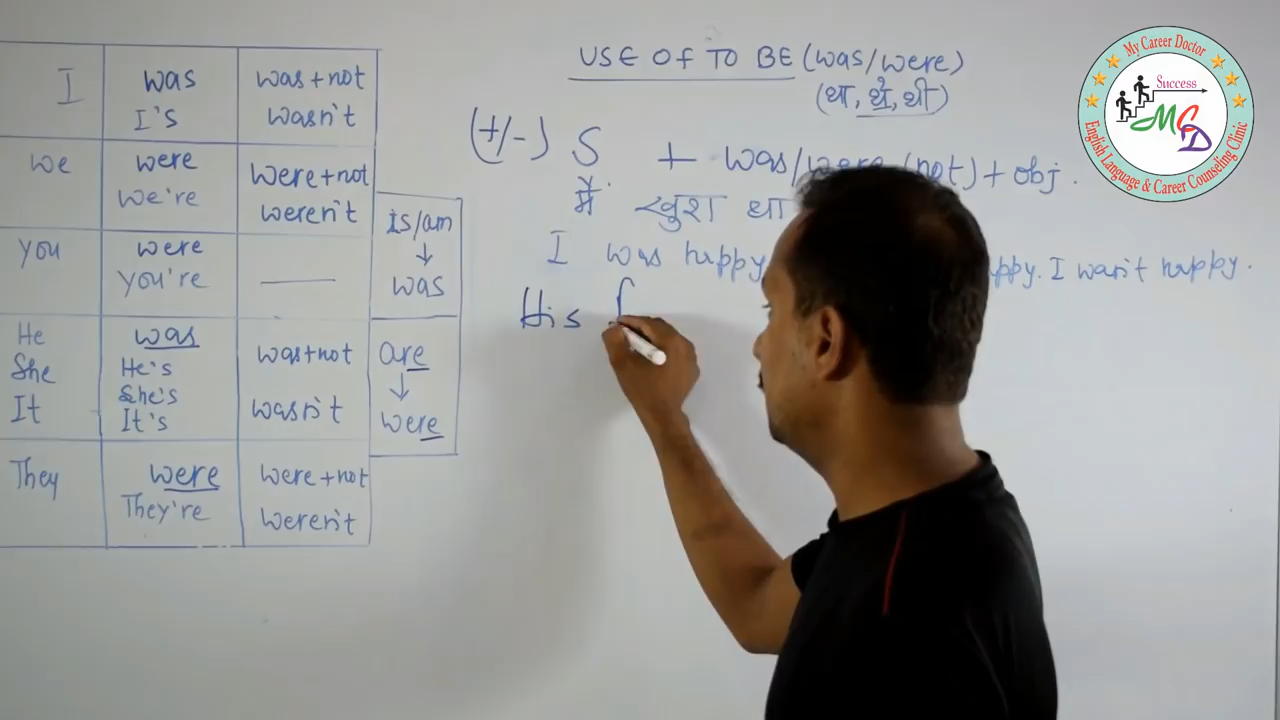 USE OF TO BE (was/were)
(था, थे, थी)
(+/-) S + was/were (not) + obj.
मैं खुश था
I was happy ppy. I wasn't happy.
His f
I was was+not
I's wasn't
we were were+not
we're weren't
you were
you're
He was was+not
She He's
She's
It It's wasn't
They were were+not
They're weren't
is/am
↓
was
are
↓
were
My Career Doctor
Success
MCD
English Language & Career Counseling Clinic